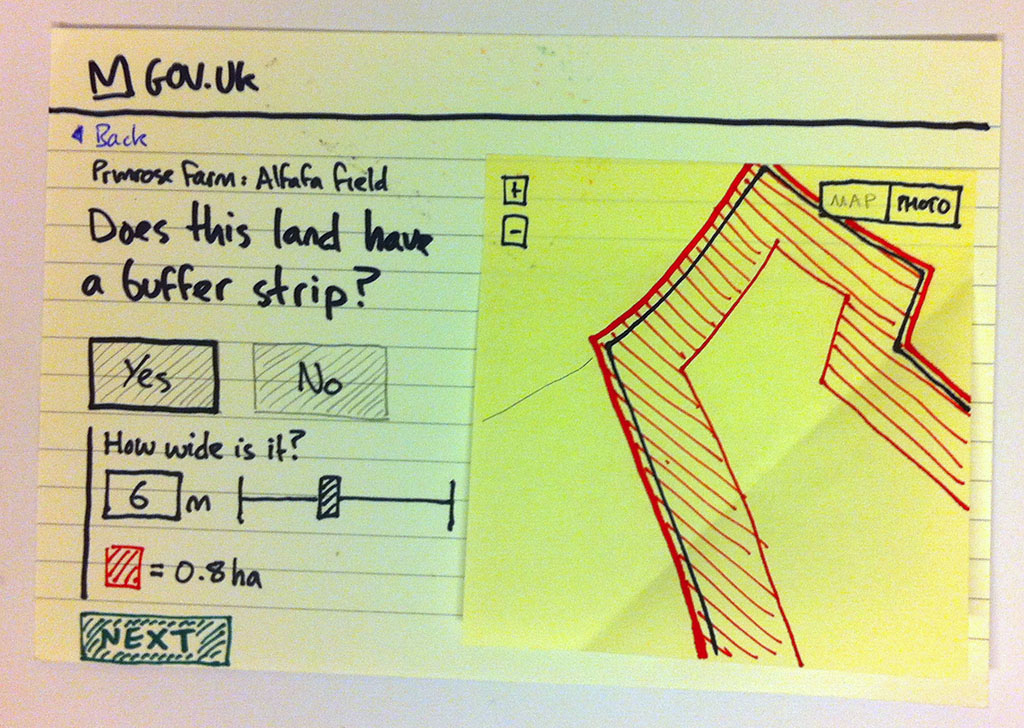 GOV.UK
Back
Primrose Farm: Alfafa Field
Does this land have
a buffer strip?
Yes No
How wide is it?
6 m
= 0.8 ha
NEXT
+
-
MAP PHOTO